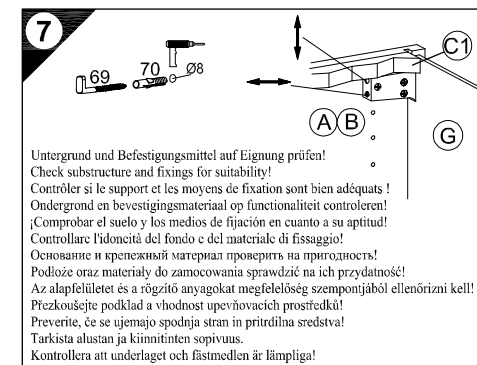 7
69
70
Ø8
C1
A
B
G
Untergrund und Befestigungsmittel auf Eignung prüfen!
Check substructure and fixings for suitability!
Contrôler si le support et les moyens de fixation sont bien adéquats !
Ondergrond en bevestigingsmateriaal op functionaliteit controleren!
¡Comprobar el suelo y los medios de fijación en cuanto a su aptitud!
Controllare l'idoncità del fondo e del materiale di fissaggio!
Основание и крепежный материал проверить на пригодность!
Podłoże oraz materiały do zamocowania sprawdzić na ich przydatność!
Az alapfelületet és a rögzítő anyagokat megfelelőség szempontjából ellenőrizni kell!
Přezkoušejte podklad a vhodnost upevňovacích prostředků!
Preverite, če se ujemajo spodnja stran in pritrdilna sredstva!
Tarkista alustan ja kiinnitinten sopivuus.
Kontrollera att underlaget och fästmedlen är lämpliga!